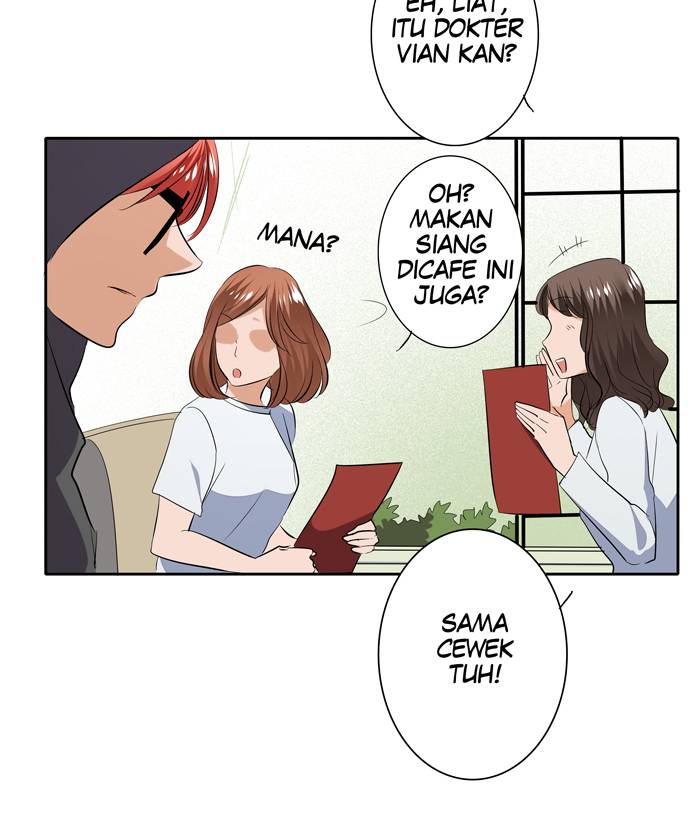 EH, LIAT,
ITU DOKTER
VIAN KAN?
MANA?
OH?
MAKAN
SIANG
DICAFE INI
JUGA?
SAMA
CEWEK
TUH!